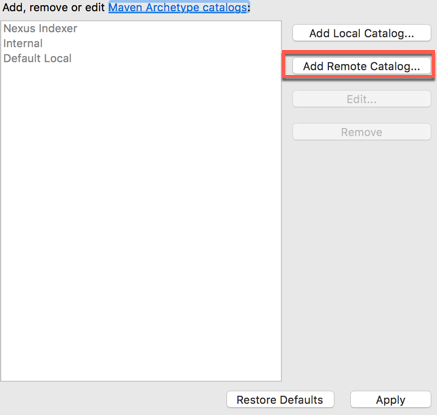 Add, remove or edit Maven Archetype catalogs:
Nexus Indexer
Internal
Default Local
Add Local Catalog...
Add Remote Catalog...
Edit...
Remove
Restore Defaults
Apply